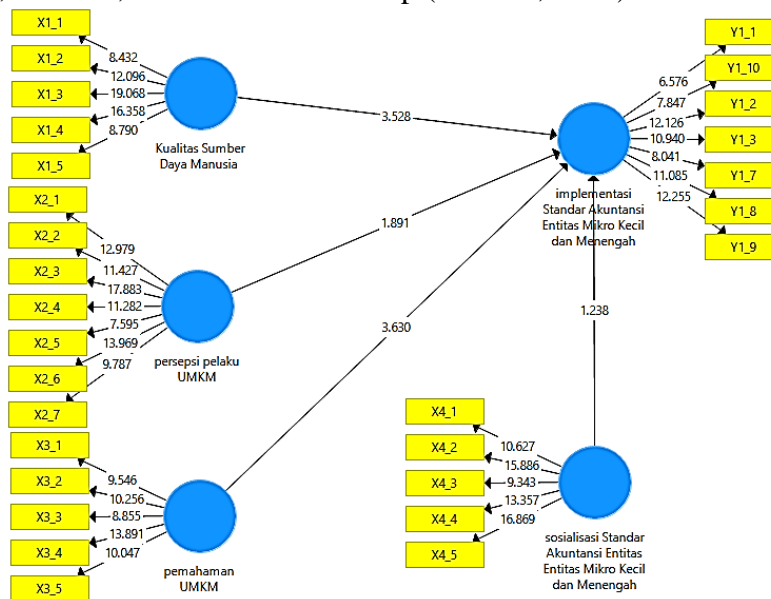 X1_1
X1_2
X1_3
X1_4
X1_5
8.432
12.096
19.068
16.358
8.790
Kualitas Sumber
Daya Manusia
3.528
X2_1
X2_2
X2_3
X2_4
X2_5
X2_6
X2_7
12.979
11.427
17.883
11.282
7.595
13.969
9.787
persepsi pelaku
UMKM
1.891
X3_1
X3_2
X3_3
X3_4
X3_5
9.546
10.256
8.855
13.891
10.047
pemahaman
UMKM
3.630
Y1_1
Y1_10
Y1_2
Y1_3
Y1_7
Y1_8
Y1_9
6.576
7.847
12.126
10.940
8.041
11.085
12.255
implementasi
Standar Akuntansi
Entitas Mikro Kecil
dan Menengah
1.238
X4_1
X4_2
X4_3
X4_4
X4_5
10.627
15.886
9.343
13.357
16.869
sosialisasi Standar
Akuntansi Entitas
Entitas Mikro Kecil
dan Menengah